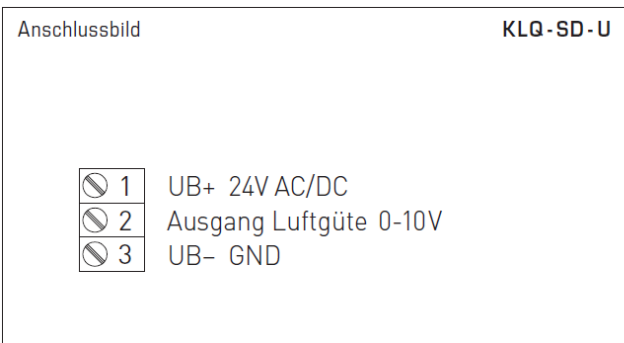 Anschlussbild KLQ-SD-U
1 UB+ 24V AC/DC
2 Ausgang Luftgüte 0-10V
3 UB– GND